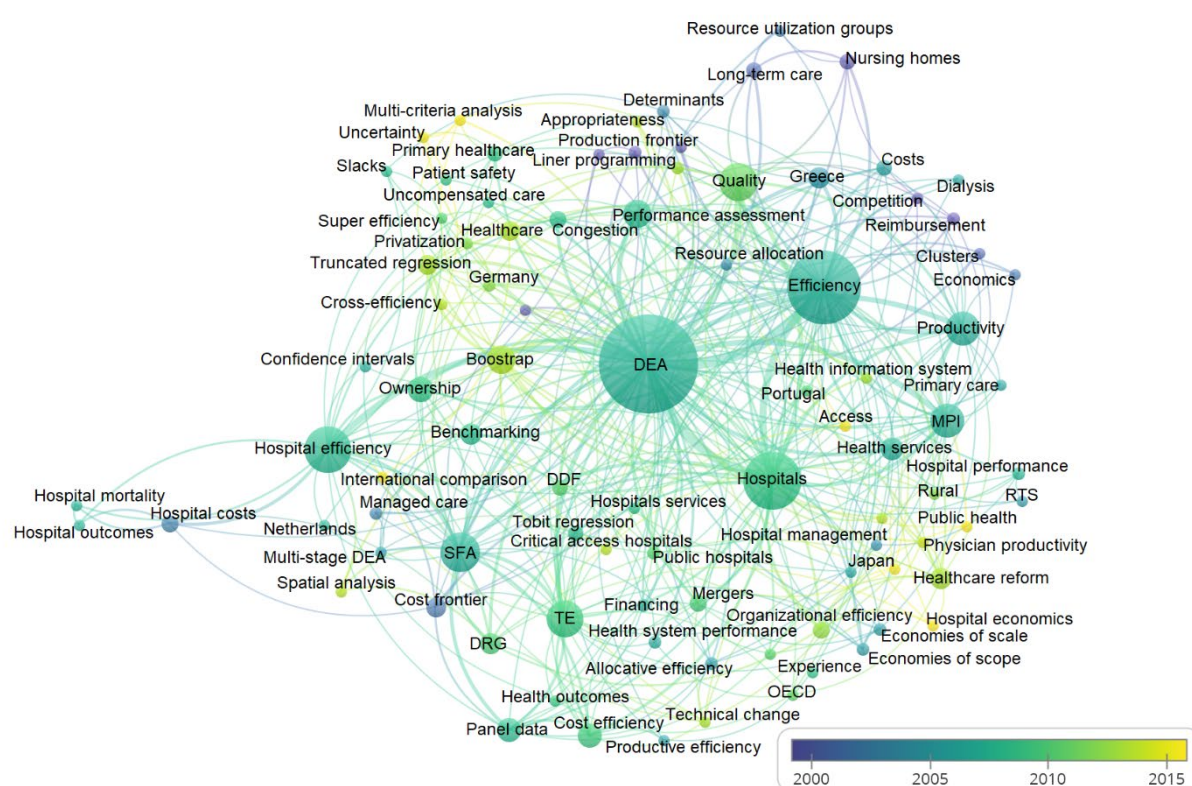 Resource utilization groups
Nursing homes
Long-term care
Determinants
Multi-criteria analysis
Appropriateness
Uncertainty
Production frontier
Primary healthcare
Liner programming
Costs
Slacks
Patient safety
Quality
Greece
Dialysis
Uncompensated care
Competition
Super efficiency
Performance assessment
Reimbursement
Healthcare
Congestion
Privatization
Resource allocation
Clusters
Truncated regression
Germany
Efficiency
Economics
Cross-efficiency
Productivity
Confidence intervals
Boostrap
DEA
Health information system
Ownership
Portugal
Primary care
Access
MPI
Benchmarking
Hospital efficiency
Health services
Hospital performance
International comparison
DDF
Hospitals
Rural
RTS
Hospital mortality
Managed care
Hospitals services
Hospital costs
Public health
Hospital outcomes
Netherlands
Tobit regression
Hospital management
Critical access hospitals
Physician productivity
Multi-stage DEA
SFA
Public hospitals
Japan
Spatial analysis
Healthcare reform
Cost frontier
Mergers
Financing
Organizational efficiency
TE
Hospital economics
Health system performance
Economies of scale
DRG
Economies of scope
Allocative efficiency
Experience
Health outcomes
OECD
Technical change
Panel data
Cost efficiency
Productive efficiency
2000
2005
2010
2015